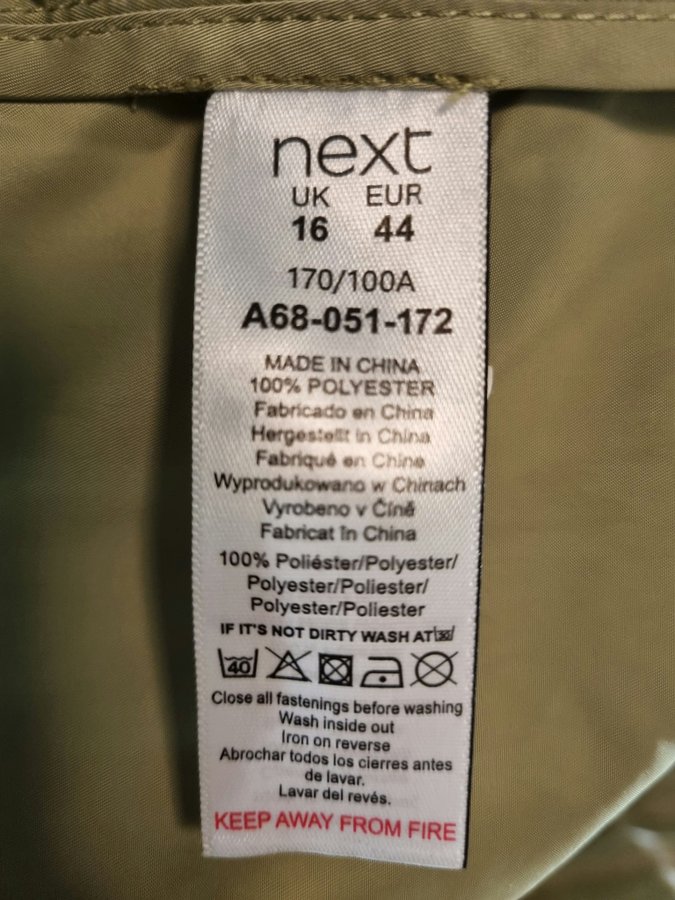 next
UK EUR
16 44
170/100A
A68-051-172
MADE IN CHINA
100% POLYESTER
Fabricado en China
Hergestellt in China
Fabriqué en Chine
Wyprodukowano w Chinach
Vyrobeno v Číně
Fabricat în China
100% Poliéster/Polyester/
Polyester/Poliester/
Polyester/Poliester
IF IT'S NOT DIRTY WASH AT 30
40
Close all fastenings before washing
Wash inside out
Iron on reverse
Abrochar todos los cierres antes
de lavar.
Lavar del revés.
KEEP AWAY FROM FIRE